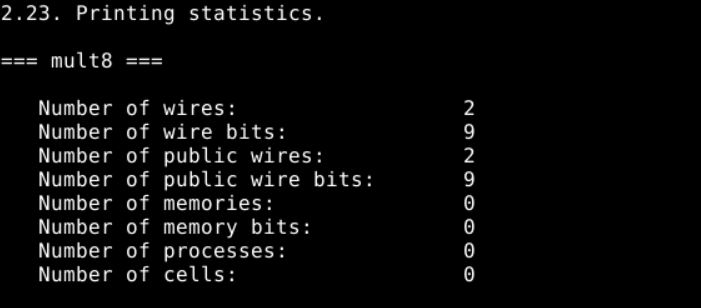 2.23. Printing statistics.
=== mult8 ===
Number of wires: 2
Number of wire bits: 9
Number of public wires: 2
Number of public wire bits: 9
Number of memories: 0
Number of memory bits: 0
Number of processes: 0
Number of cells: 0